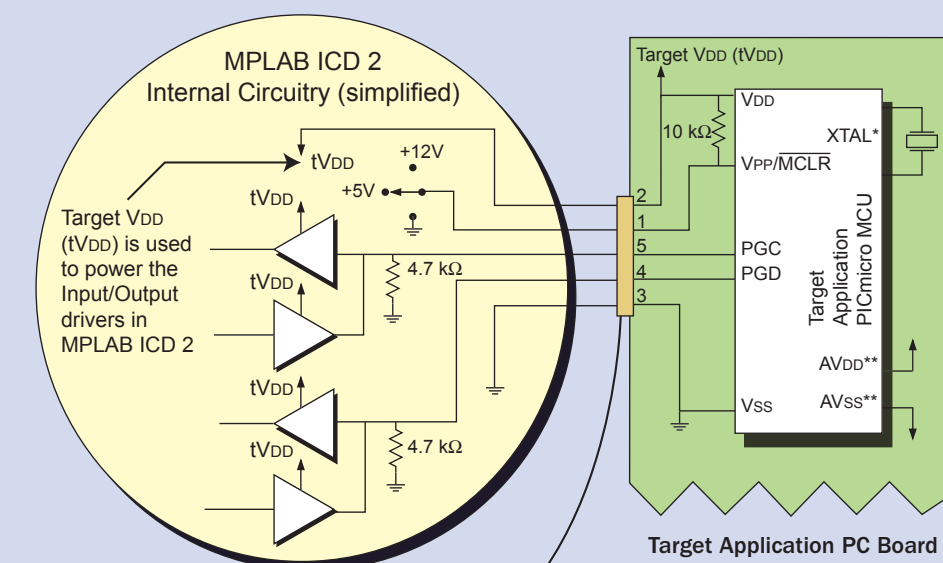 MPLAB ICD 2
Internal Circuitry (simplified)
tVDD
+12V
+5V
Target VDD
(tVDD) is used
to power the
Input/Output
drivers in
MPLAB ICD 2
tVDD
4.7 kΩ
tVDD
tVDD
4.7 kΩ
tVDD
2
1
5
4
3
Target VDD (tVDD)
10 kΩ
VDD
XTAL*
VPP/MCLR
PGC
PGD
Target
Application
PICmicro MCU
AVDD**
VSS
AVSS**
Target Application PC Board